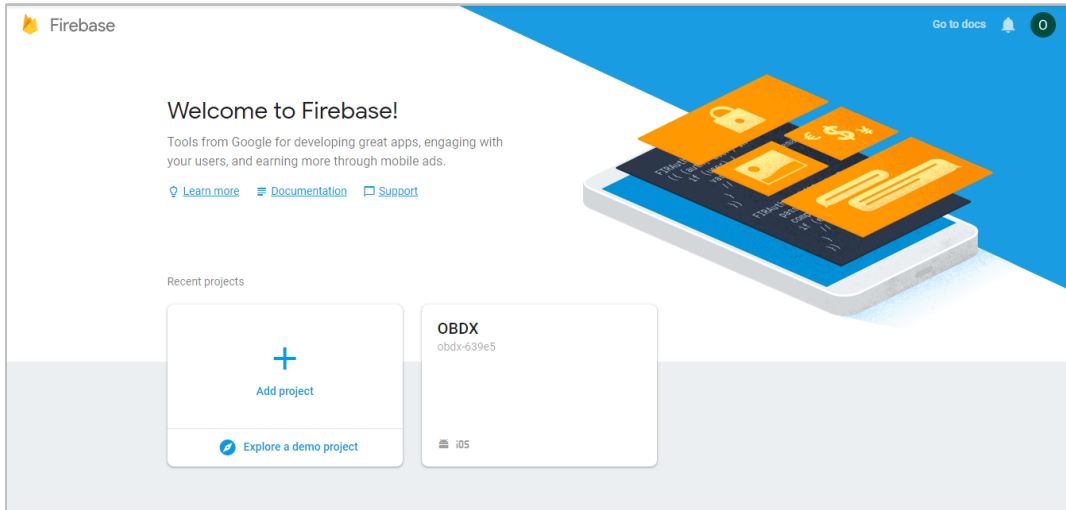 Firebase
Go to docs
O
Welcome to Firebase!
Tools from Google for developing great apps, engaging with
your users, and earning more through mobile ads.
Learn more Documentation Support
Recent projects
Add project
Explore a demo project
OBDX
obdx-639e5
iOS